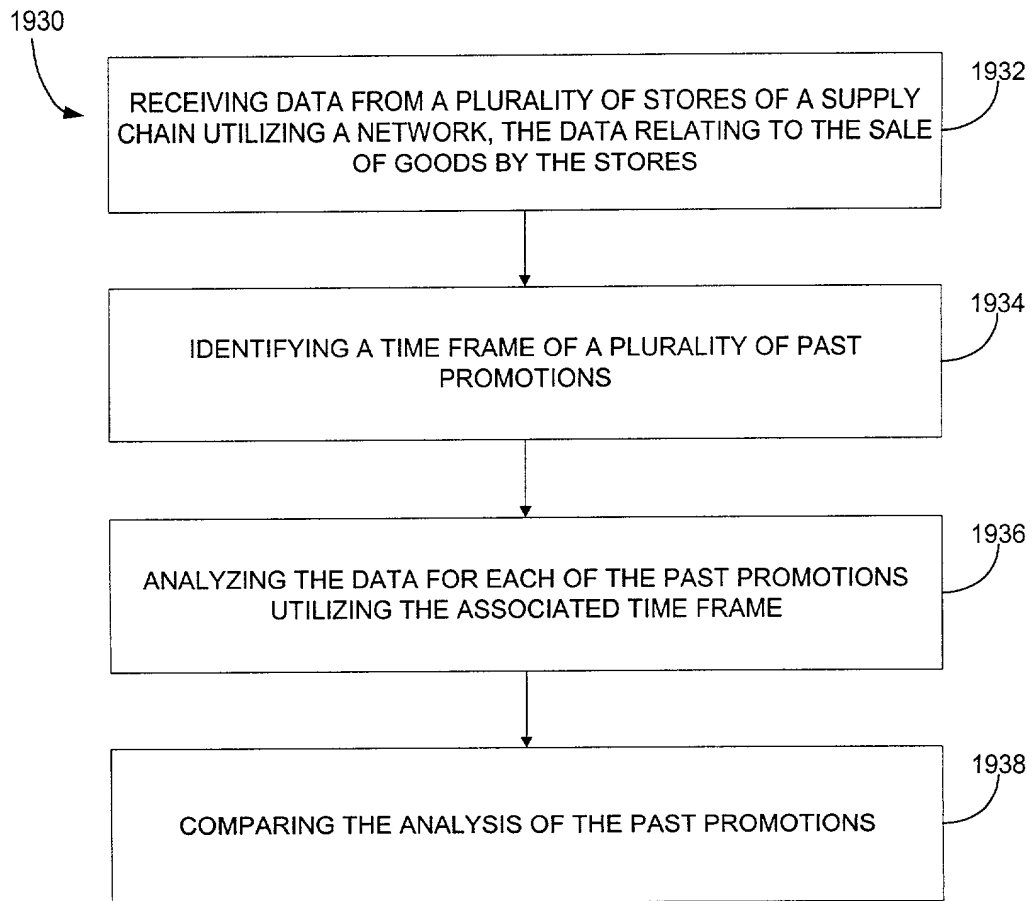 1930
1932
RECEIVING DATA FROM A PLURALITY OF STORES OF A SUPPLY
CHAIN UTILIZING A NETWORK, THE DATA RELATING TO THE SALE
OF GOODS BY THE STORES
1934
IDENTIFYING A TIME FRAME OF A PLURALITY OF PAST
PROMOTIONS
1936
ANALYZING THE DATA FOR EACH OF THE PAST PROMOTIONS
UTILIZING THE ASSOCIATED TIME FRAME
1938
COMPARING THE ANALYSIS OF THE PAST PROMOTIONS